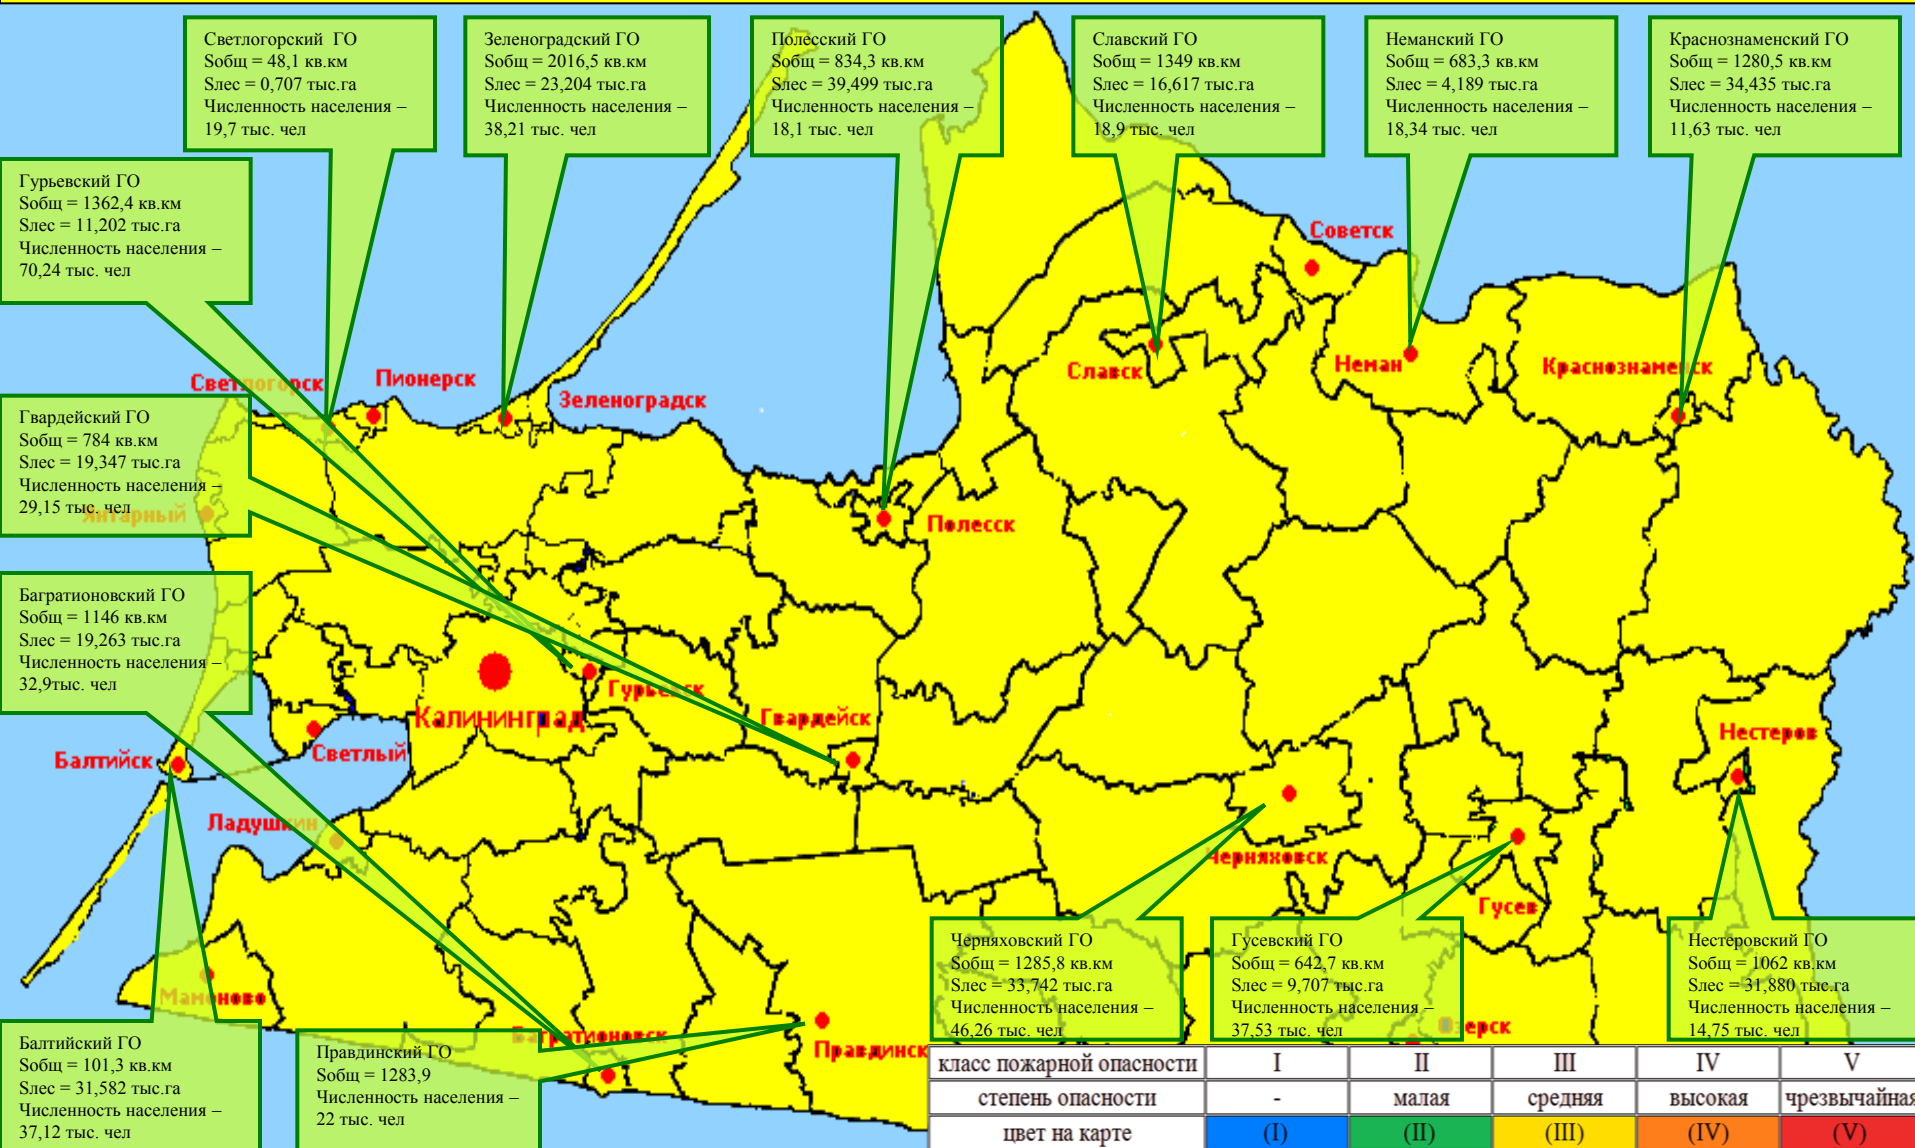 Светлогорский ГО
Sобщ = 48,1 кв.км
Sлес = 0,707 тыс.га
Численность населения –
19,7 тыс. чел
Зеленоградский ГО
Sобщ = 2016,5 кв.км
Sлес = 23,204 тыс.га
Численность населения –
38,21 тыс. чел
Полесский ГО
Sобщ = 834,3 кв.км
Sлес = 39,499 тыс.га
Численность населения –
18,1 тыс. чел
Славский ГО
Sобщ = 1349 кв.км
Sлес = 16,617 тыс.га
Численность населения –
18,9 тыс. чел
Неманский ГО
Sобщ = 683,3 кв.км
Sлес = 4,189 тыс.га
Численность населения –
18,34 тыс. чел
Краснознаменский ГО
Sобщ = 1280,5 кв.км
Sлес = 34,435 тыс.га
Численность населения –
11,63 тыс. чел
Гурьевский ГО
Sобщ = 1362,4 кв.км
Sлес = 11,202 тыс.га
Численность населения –
70,24 тыс. чел
Советск
Славск
Неман
Краснознаменск
Светлогорск
Пионерск
Зеленоградск
Гвардейский ГО
Sобщ = 784 кв.км
Sлес = 19,347 тыс.га
Численность населения –
29,15 тыс. чел
Янтарный
Полесск
Багратионовский ГО
Sобщ = 1146 кв.км
Sлес = 19,263 тыс.га
Численность населения –
32,9тыс. чел
Гурьевск
Калининград
Гвардейск
Нестеров
Балтийск
Светлый
Ладушкин
Черняховск
Гусев
Мамоново
Багратионовск
Правдинск
Озерск
Черняховский ГО
Sобщ = 1285,8 кв.км
Sлес = 33,742 тыс.га
Численность населения –
46,26 тыс. чел
Гусевский ГО
Sобщ = 642,7 кв.км
Sлес = 9,707 тыс.га
Численность населения –
37,53 тыс. чел
Нестеровский ГО
Sобщ = 1062 кв.км
Sлес = 31,880 тыс.га
Численность населения –
14,75 тыс. чел
Балтийский ГО
Sобщ = 101,3 кв.км
Sлес = 31,582 тыс.га
Численность населения –
37,12 тыс. чел
Правдинский ГО
Sобщ = 1283,9
Численность населения –
22 тыс. чел
класс пожарной опасности I II III IV V
степень опасности - малая средняя высокая чрезвычайная
цвет на карте (I) (II) (III) (IV) (V)